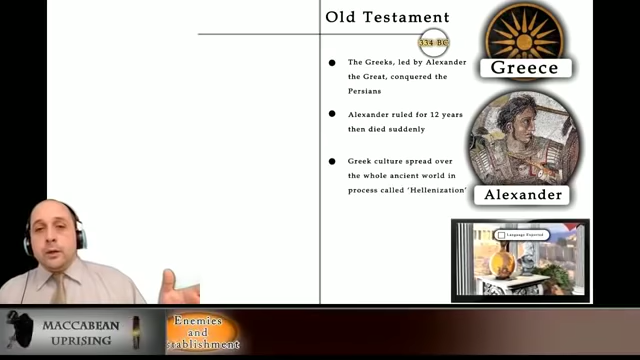 Old Testament
334 BC
The Greeks, led by Alexander
the Great, conquered the
Persians
Alexander ruled for 12 years
then died suddenly
Greek culture spread over
the whole ancient world in
process called 'Hellenization'
Greece
Alexander
Language Exported
MACCABEAN
UPRISING
Enemies
and
stablishment